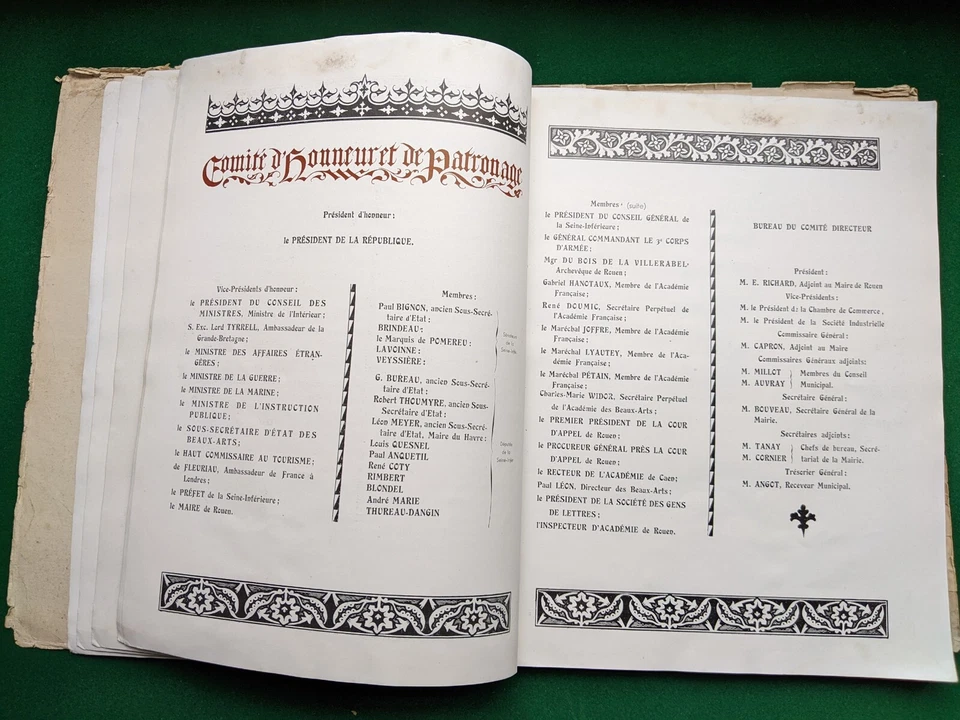 Comité d'Honneur et de Patronage
Président d'honneur :
le PRÉSIDENT DE LA RÉPUBLIQUE.
Vice-Présidents d'honneur :
le PRÉSIDENT DU CONSEIL DES
MINISTRES, Ministre de l'Intérieur ;
S. Exc. Lord TYRRELL, Ambassadeur de la
Grande-Bretagne ;
le MINISTRE DES AFFAIRES ÉTRAN-
GÈRES ;
le MINISTRE DE LA GUERRE ;
le MINISTRE DE LA MARINE ;
le MINISTRE DE L'INSTRUCTION
PUBLIQUE ;
le SOUS-SECRÉTAIRE D'ÉTAT DES
BEAUX-ARTS ;
le HAUT COMMISSAIRE AU TOURISME ;
de FLEURIAU, Ambassadeur de France à
Londres ;
le PRÉFET de la Seine-Inférieure ;
le MAIRE de Rouen.
Membres :
Paul BIGNON, ancien Sous-Secré-
taire d'Etat ;
BRINDEAU ;
le Marquis de POMEREU ;
LAVOINNE ;
VEYSSIÈRE ;
Sénateurs
de la
Seine-Infre
G. BUREAU, ancien Sous-Secré-
taire d'Etat ;
Robert THOUMYRE, ancien Sous-
Secrétaire d'Etat ;
Léon MEYER, ancien Sous-Secré-
taire d'Etat, Maire du Havre ;
Louis QUESNEL
Paul ANQUETIL
René COTY
RIMBERT
BLONDEL
André MARIE
THUREAU-DANGIN
Députés
de la
Seine-Infre
Membres : (suite)
le PRÉSIDENT DU CONSEIL GÉNÉRAL de
la Seine-Inférieure ;
le GÉNÉRAL COMMANDANT LE 3e CORPS
D'ARMÉE ;
Mgr DU BOIS DE LA VILLERABEL,
Archevêque de Rouen ;
Gabriel HANOTAUX, Membre de l'Académie
Française ;
René DOUMIC, Secrétaire Perpétuel de
l'Académie Française ;
le Maréchal JOFFRE, Membre de l'Académie
Française ;
le Maréchal LYAUTEY, Membre de l'Aca-
démie Française ;
le Maréchal PÉTAIN, Membre de l'Académie
Française ;
Charles-Marie WIDOR, Secrétaire Perpétuel
de l'Académie des Beaux-Arts ;
le PREMIER PRÉSIDENT DE LA COUR
D'APPEL de Rouen ;
le PROCUREUR GÉNÉRAL PRÈS LA COUR
D'APPEL de Rouen ;
le RECTEUR DE L'ACADÉMIE de Caen ;
Paul LÉON, Directeur des Beaux-Arts ;
le PRÉSIDENT DE LA SOCIÉTÉ DES GENS
DE LETTRES ;
l'INSPECTEUR D'ACADÉMIE de Rouen.
BUREAU DU COMITÉ DIRECTEUR
Président :
M. E. RICHARD, Adjoint au Maire de Rouen
Vice-Présidents :
M. le Président de la Chambre de Commerce,
M. le Président de la Société Industrielle
Commissaire Général :
M. CAPRON, Adjoint au Maire
Commissaires Généraux adjoints :
M. MILLOT } Membres du Conseil
M. AUVRAY } Municipal.
Secrétaire Général :
M. BOUVEAU, Secrétaire Général de la
Mairie.
Secrétaires adjoints :
M. TANAY } Chefs de bureau, Secré-
M. CORNIER } tariat de la Mairie.
Trésorier Général :
M. ANGOT, Receveur Municipal.